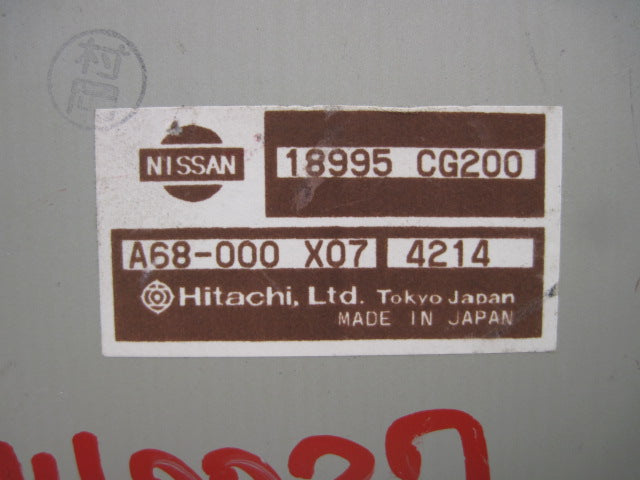 NISSAN
18995 CG200
A68-000 X07 4214
Hitachi, Ltd. Tokyo Japan
MADE IN JAPAN